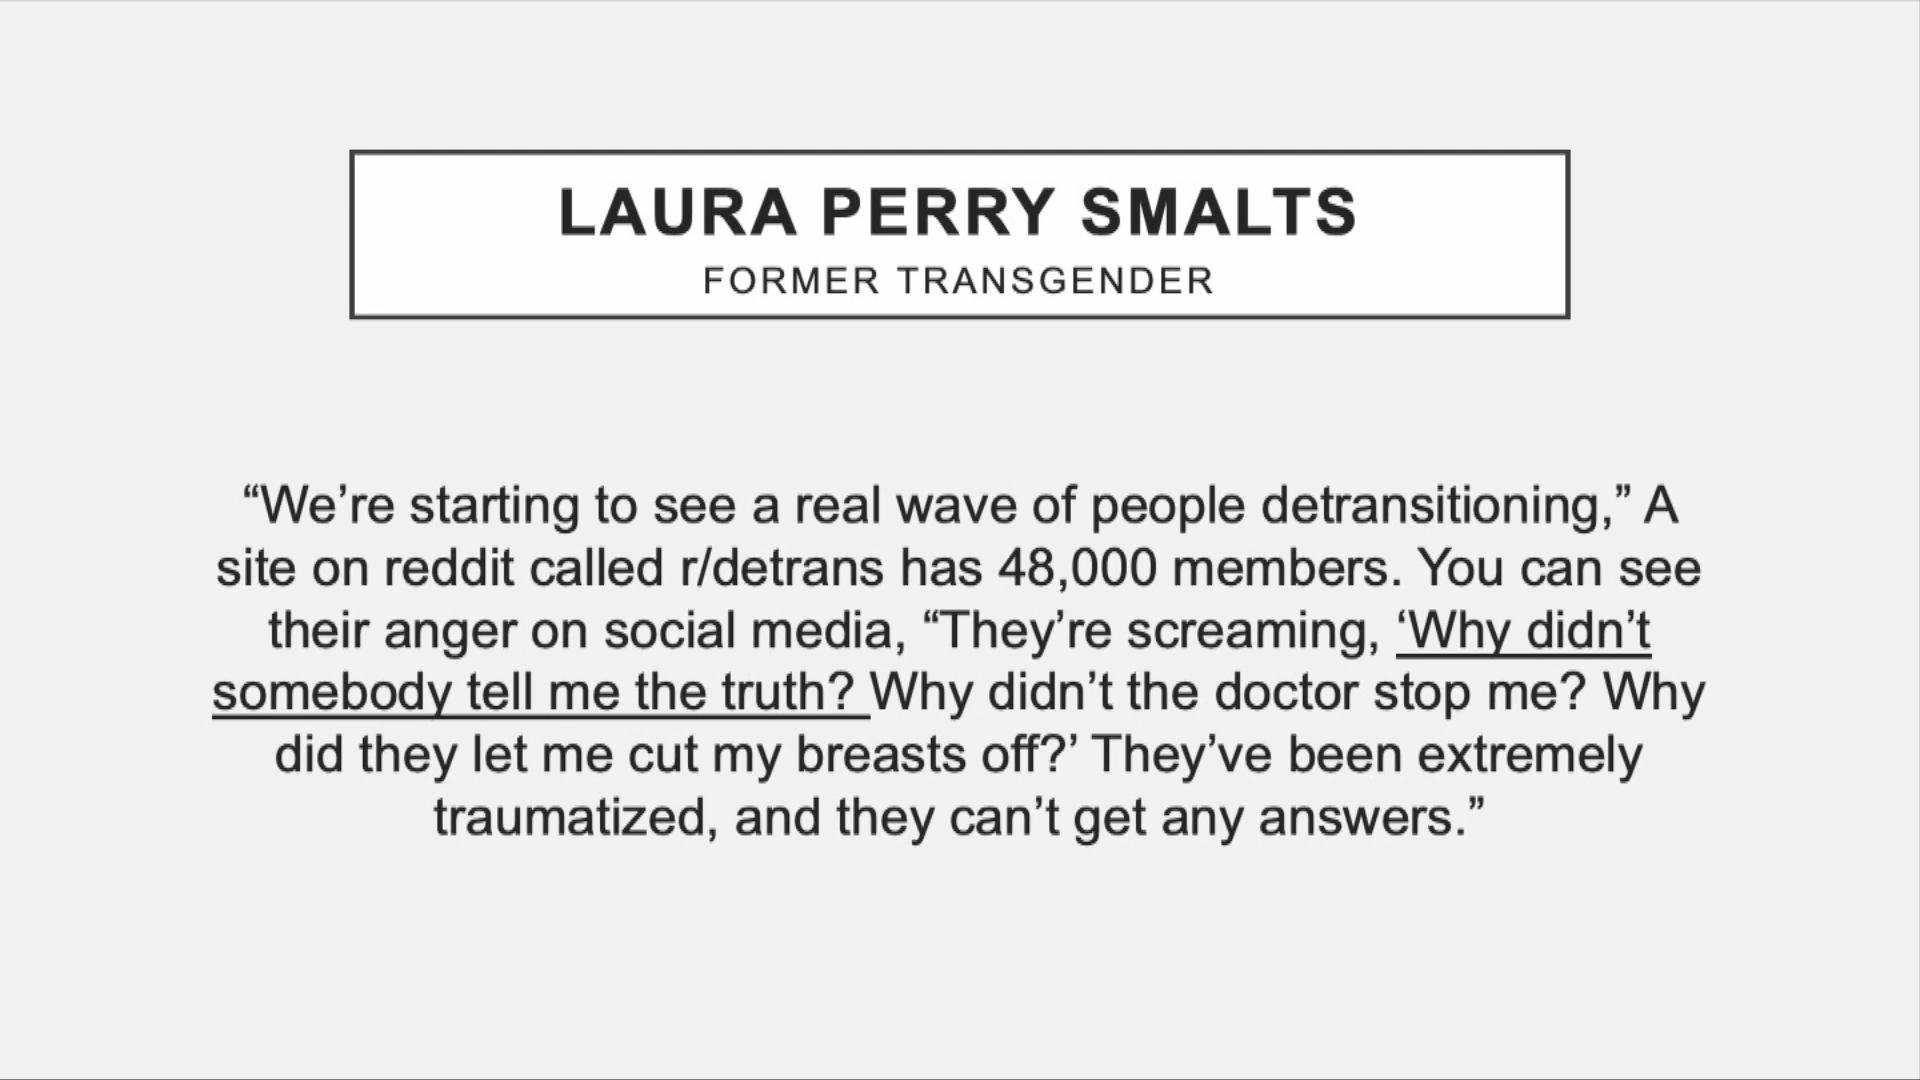 LAURA PERRY SMALTS
FORMER TRANSGENDER
“We’re starting to see a real wave of people detransitioning,” A
site on reddit called r/detrans has 48,000 members. You can see
their anger on social media, “They’re screaming, ‘Why didn’t
somebody tell me the truth? Why didn’t the doctor stop me? Why
did they let me cut my breasts off?’ They’ve been extremely
traumatized, and they can’t get any answers.”